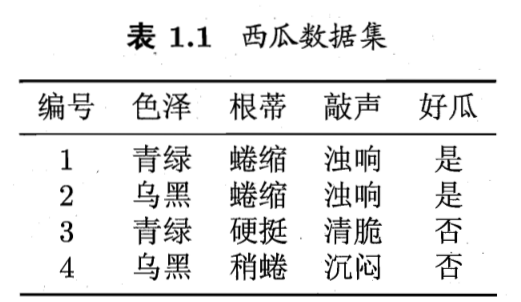 表 1.1 西瓜数据集
编号 色泽 根蒂 敲声 好瓜
1 青绿 蜷缩 浊响 是
2 乌黑 蜷缩 浊响 是
3 青绿 硬挺 清脆 否
4 乌黑 稍蜷 沉闷 否